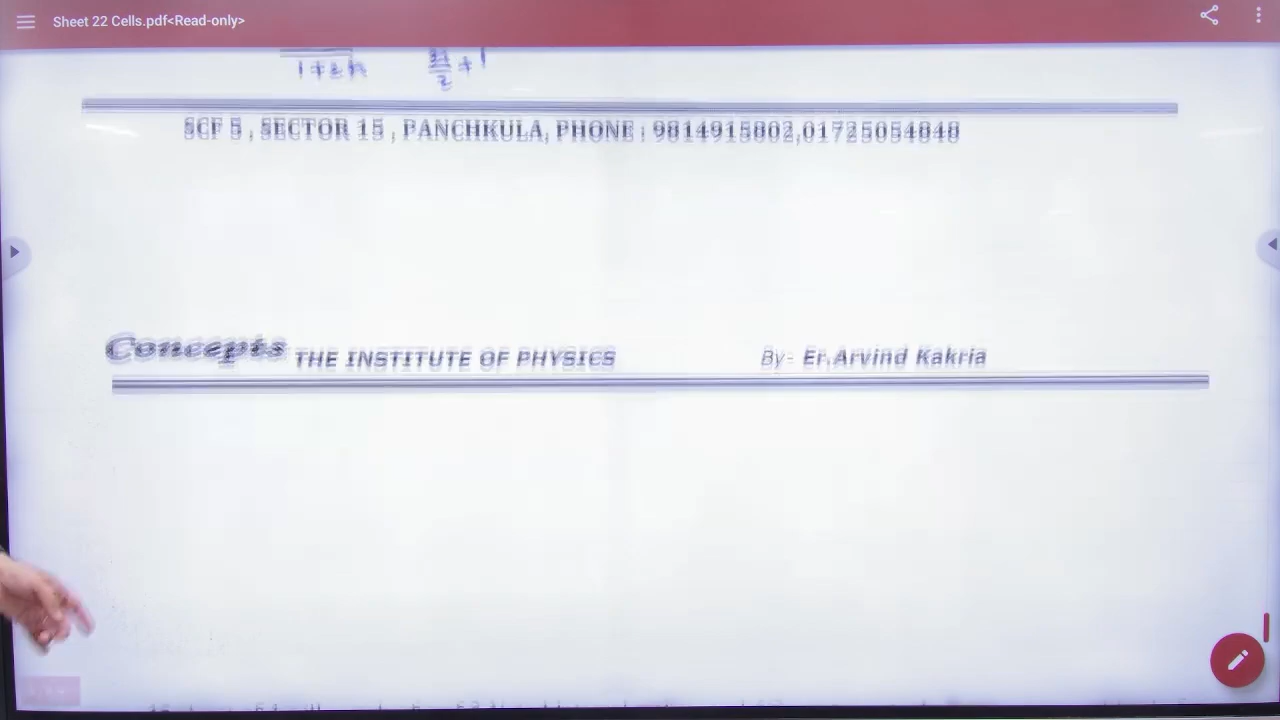 Sheet 22 Cells.pdf<Read-only>
SCF 5 , SECTOR 15 , PANCHKULA, PHONE : 9814915802,01725054848
Concepts THE INSTITUTE OF PHYSICS By- Er.Arvind Kakria